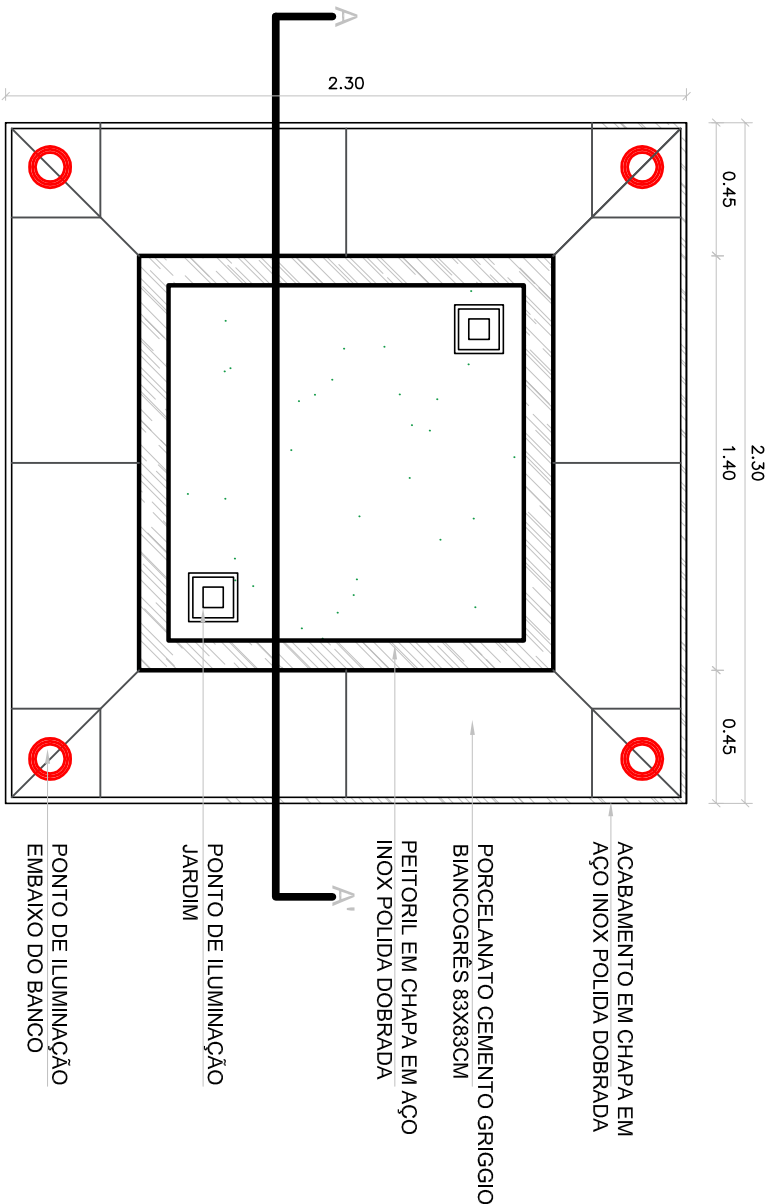 A
A'
2.30
2.30
0.45
1.40
0.45
ACABAMENTO EM CHAPA EM
AÇO INOX POLIDA DOBRADA
PORCELANATO CEMENTO GRIGGIO
BIANCOGRÊS 83X83CM
PEITORIL EM CHAPA EM AÇO
INOX POLIDA DOBRADA
PONTO DE ILUMINAÇÃO
JARDIM
PONTO DE ILUMINAÇÃO
EMBAIXO DO BANCO